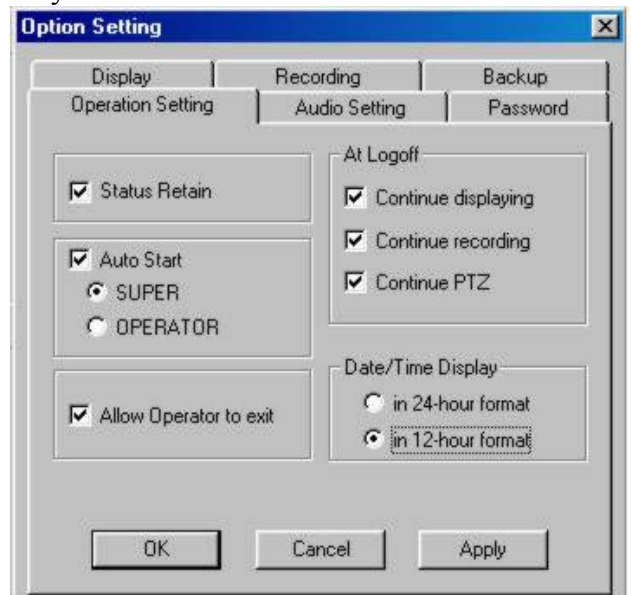 Option Setting
Display Recording Backup
Operation Setting Audio Setting Password
Status Retain
Auto Start
SUPER
OPERATOR
Allow Operator to exit
At Logoff
Continue displaying
Continue recording
Continue PTZ
Date/Time Display
in 24-hour format
in 12-hour format
OK Cancel Apply